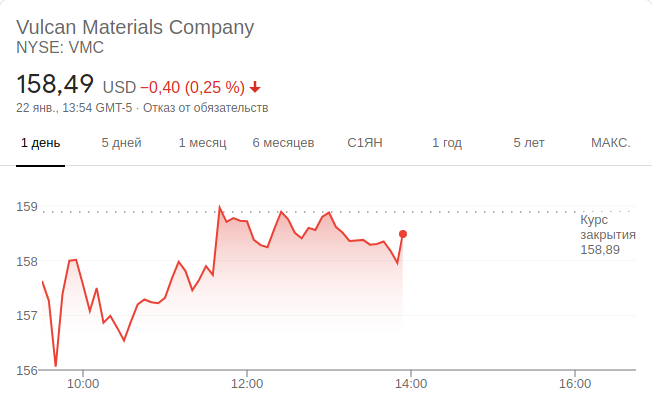 Vulcan Materials Company
NYSE: VMC
158,49 USD −0,40 (0,25 %)
22 янв., 13:54 GMT-5 · Отказ от обязательств
1 день 5 дней 1 месяц 6 месяцев С1ЯН 1 год 5 лет МАКС.
159
Курс
закрытия
158,89
158
157
156
10:00 12:00 14:00 16:00